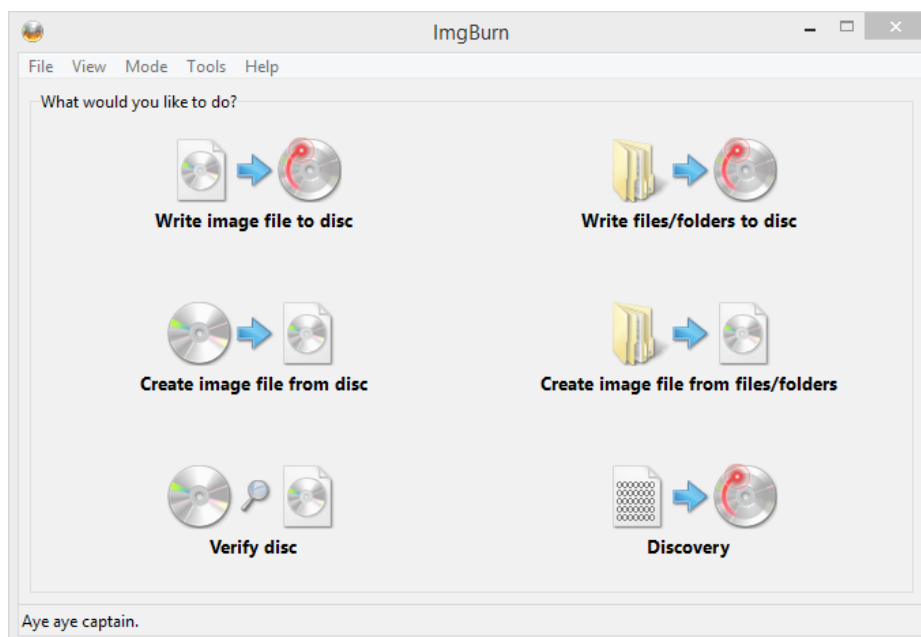 ImgBurn
File View Mode Tools Help
What would you like to do?
Write image file to disc
Write files/folders to disc
Create image file from disc
Create image file from files/folders
Verify disc
Discovery
Aye aye captain.